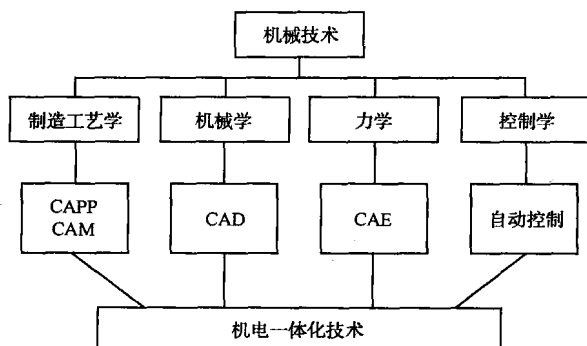 机械技术
制造工艺学
机械学
力学
控制学
CAPP
CAM
CAD
CAE
自动控制
机电一体化技术